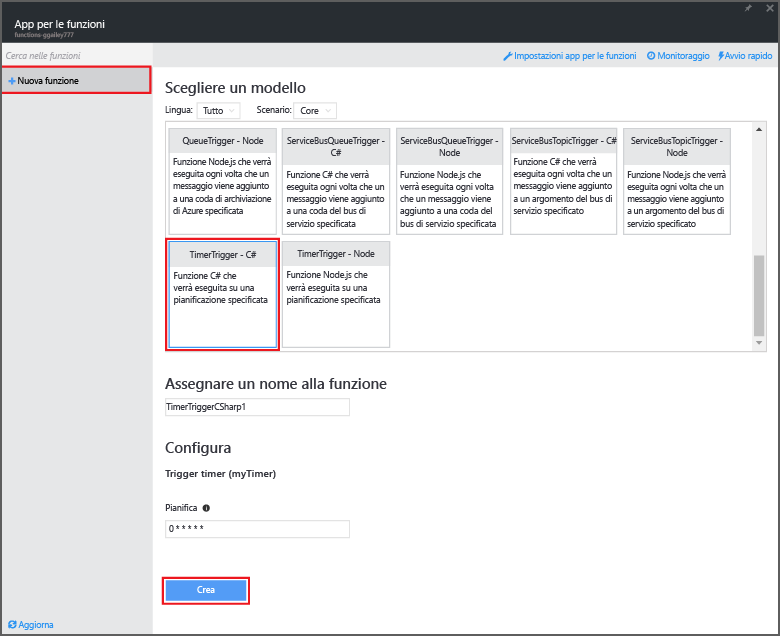 App per le funzioni
functions-ggailey777
Cerca nelle funzioni
Impostazioni app per le funzioni
Monitoraggio
Avvio rapido
+ Nuova funzione
Scegliere un modello
Lingua: Tutto
Scenario: Core
QueueTrigger - Node
Funzione Node.js che verrà
eseguita ogni volta che un
messaggio viene aggiunto
a una coda di archiviazione
di Azure specificata
ServiceBusQueueTrigger -
C#
Funzione C# che verrà
eseguita ogni volta che un
messaggio viene aggiunto
a una coda del bus di
servizio specificata
ServiceBusQueueTrigger -
Node
Funzione Node.js che
verrà eseguita ogni volta
che un messaggio viene
aggiunto a una coda del
bus di servizio specificata
ServiceBusTopicTrigger - C#
Funzione C# che verrà
eseguita ogni volta che un
messaggio viene aggiunto
a un argomento del bus di
servizio specificato
ServiceBusTopicTrigger -
Node
Funzione Node.js che verrà
eseguita ogni volta che un
messaggio viene aggiunto
a un argomento del bus di
servizio specificato
TimerTrigger - C#
Funzione C# che
verrà eseguita su una
pianificazione specificata
TimerTrigger - Node
Funzione Node.js che
verrà eseguita su una
pianificazione specificata
Assegnare un nome alla funzione
TimerTriggerCSharp1
Configura
Trigger timer (myTimer)
Pianifica
0 * * * * *
Crea
Aggiorna